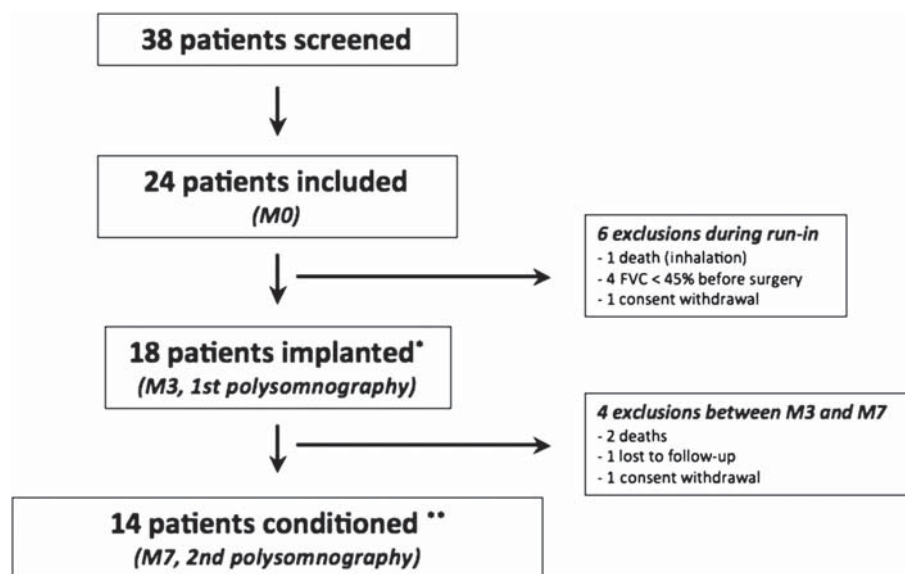 38 patients screened
24 patients included
(M0)
6 exclusions during run-in
- 1 death (inhalation)
- 4 FVC < 45% before surgery
- 1 consent withdrawal
18 patients implanted*
(M3, 1st polysomnography)
4 exclusions between M3 and M7
- 2 deaths
- 1 lost to follow-up
- 1 consent withdrawal
14 patients conditioned **
(M7, 2nd polysomnography)